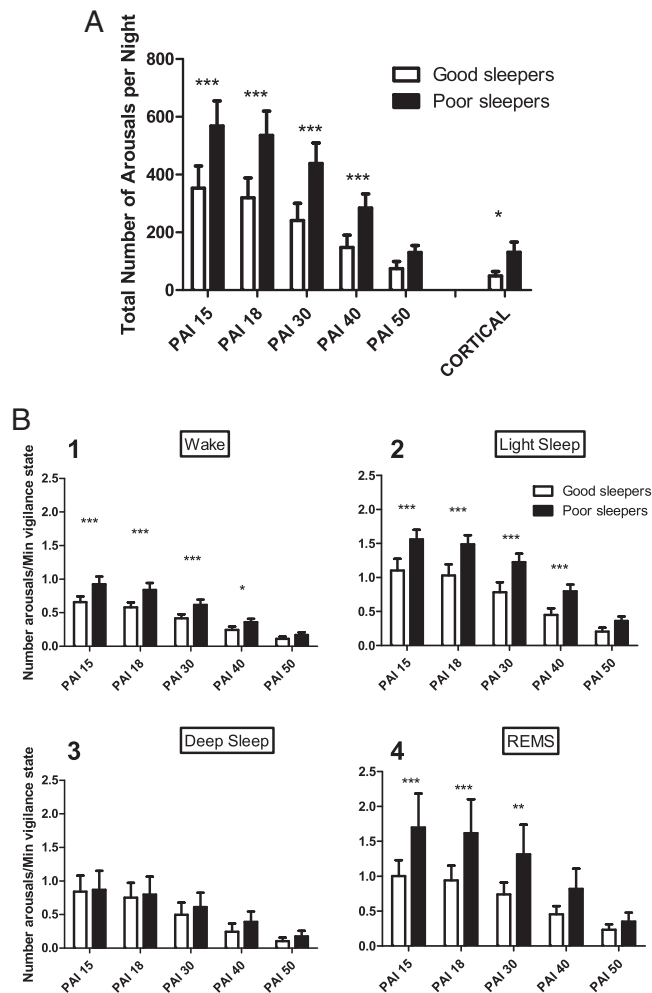 A
Total Number of Arousals per Night
800
600
400
200
0
Good sleepers
Poor sleepers
***
***
***
***
*
PAI 15
PAI 18
PAI 30
PAI 40
PAI 50
CORTICAL
B
1
Wake
Number arousals/Min vigilance state
2.5
2.0
1.5
1.0
0.5
0.0
***
***
***
*
PAI 15
PAI 18
PAI 30
PAI 40
PAI 50
2
Light Sleep
Good sleepers
Poor sleepers
2.5
2.0
1.5
1.0
0.5
0.0
***
***
***
***
PAI 15
PAI 18
PAI 30
PAI 40
PAI 50
3
Deep Sleep
Number arousals/Min vigilance state
2.5
2.0
1.5
1.0
0.5
0.0
PAI 15
PAI 18
PAI 30
PAI 40
PAI 50
4
REMS
2.5
2.0
1.5
1.0
0.5
0.0
***
***
**
PAI 15
PAI 18
PAI 30
PAI 40
PAI 50